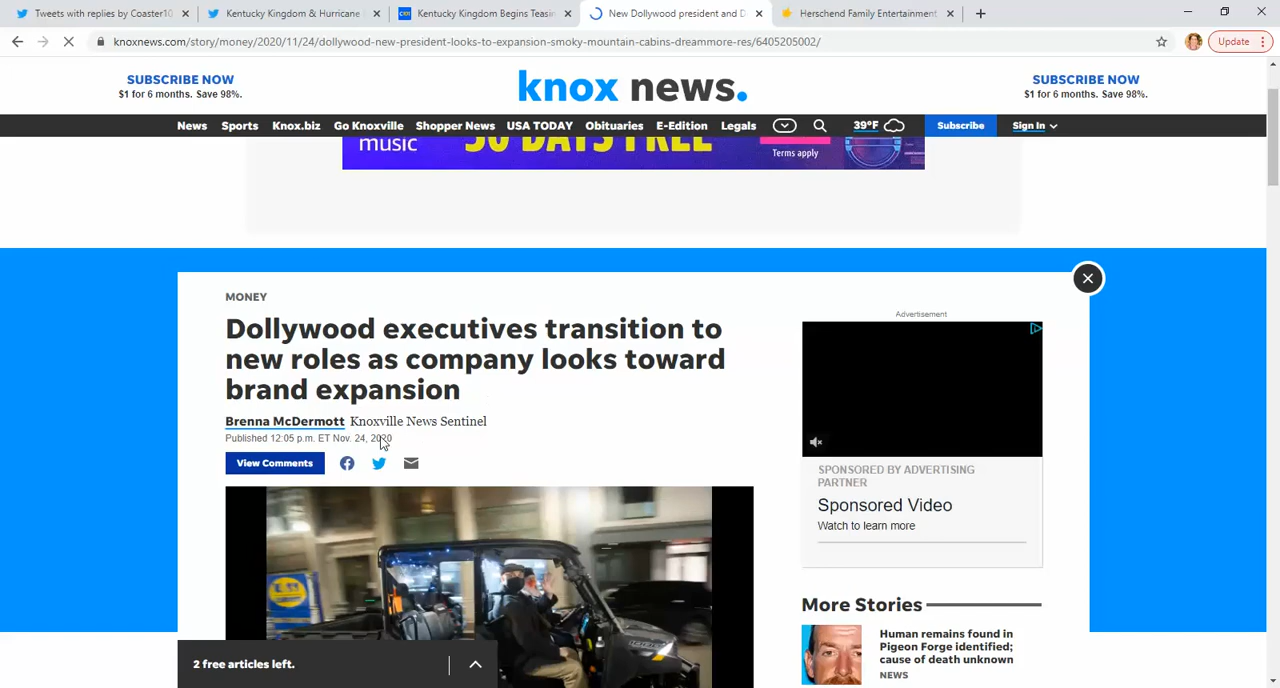 Tweets with replies by Coaster10
Kentucky Kingdom & Hurricane
Kentucky Kingdom Begins Teasin
New Dollywood president and D
Herschend Family Entertainment
knoxnews.com/story/money/2020/11/24/dollywood-new-president-looks-to-expansion-smoky-mountain-cabins-dreammore-res/6405205002/
Update
SUBSCRIBE NOW
$1 for 6 months. Save 98%.
knox news.
SUBSCRIBE NOW
$1 for 6 months. Save 98%.
News Sports Knox.biz Go Knoxville Shopper News USA TODAY Obituaries E-Edition Legals 39°F Subscribe Sign In
music
30 DAYS FREE
Terms apply
MONEY
Dollywood executives transition to
new roles as company looks toward
brand expansion
Brenna McDermott Knoxville News Sentinel
Published 12:05 p.m. ET Nov. 24, 2020
View Comments
Advertisement
SPONSORED BY ADVERTISING
PARTNER
Sponsored Video
Watch to learn more
More Stories
Human remains found in
Pigeon Forge identified;
cause of death unknown
NEWS
2 free articles left.